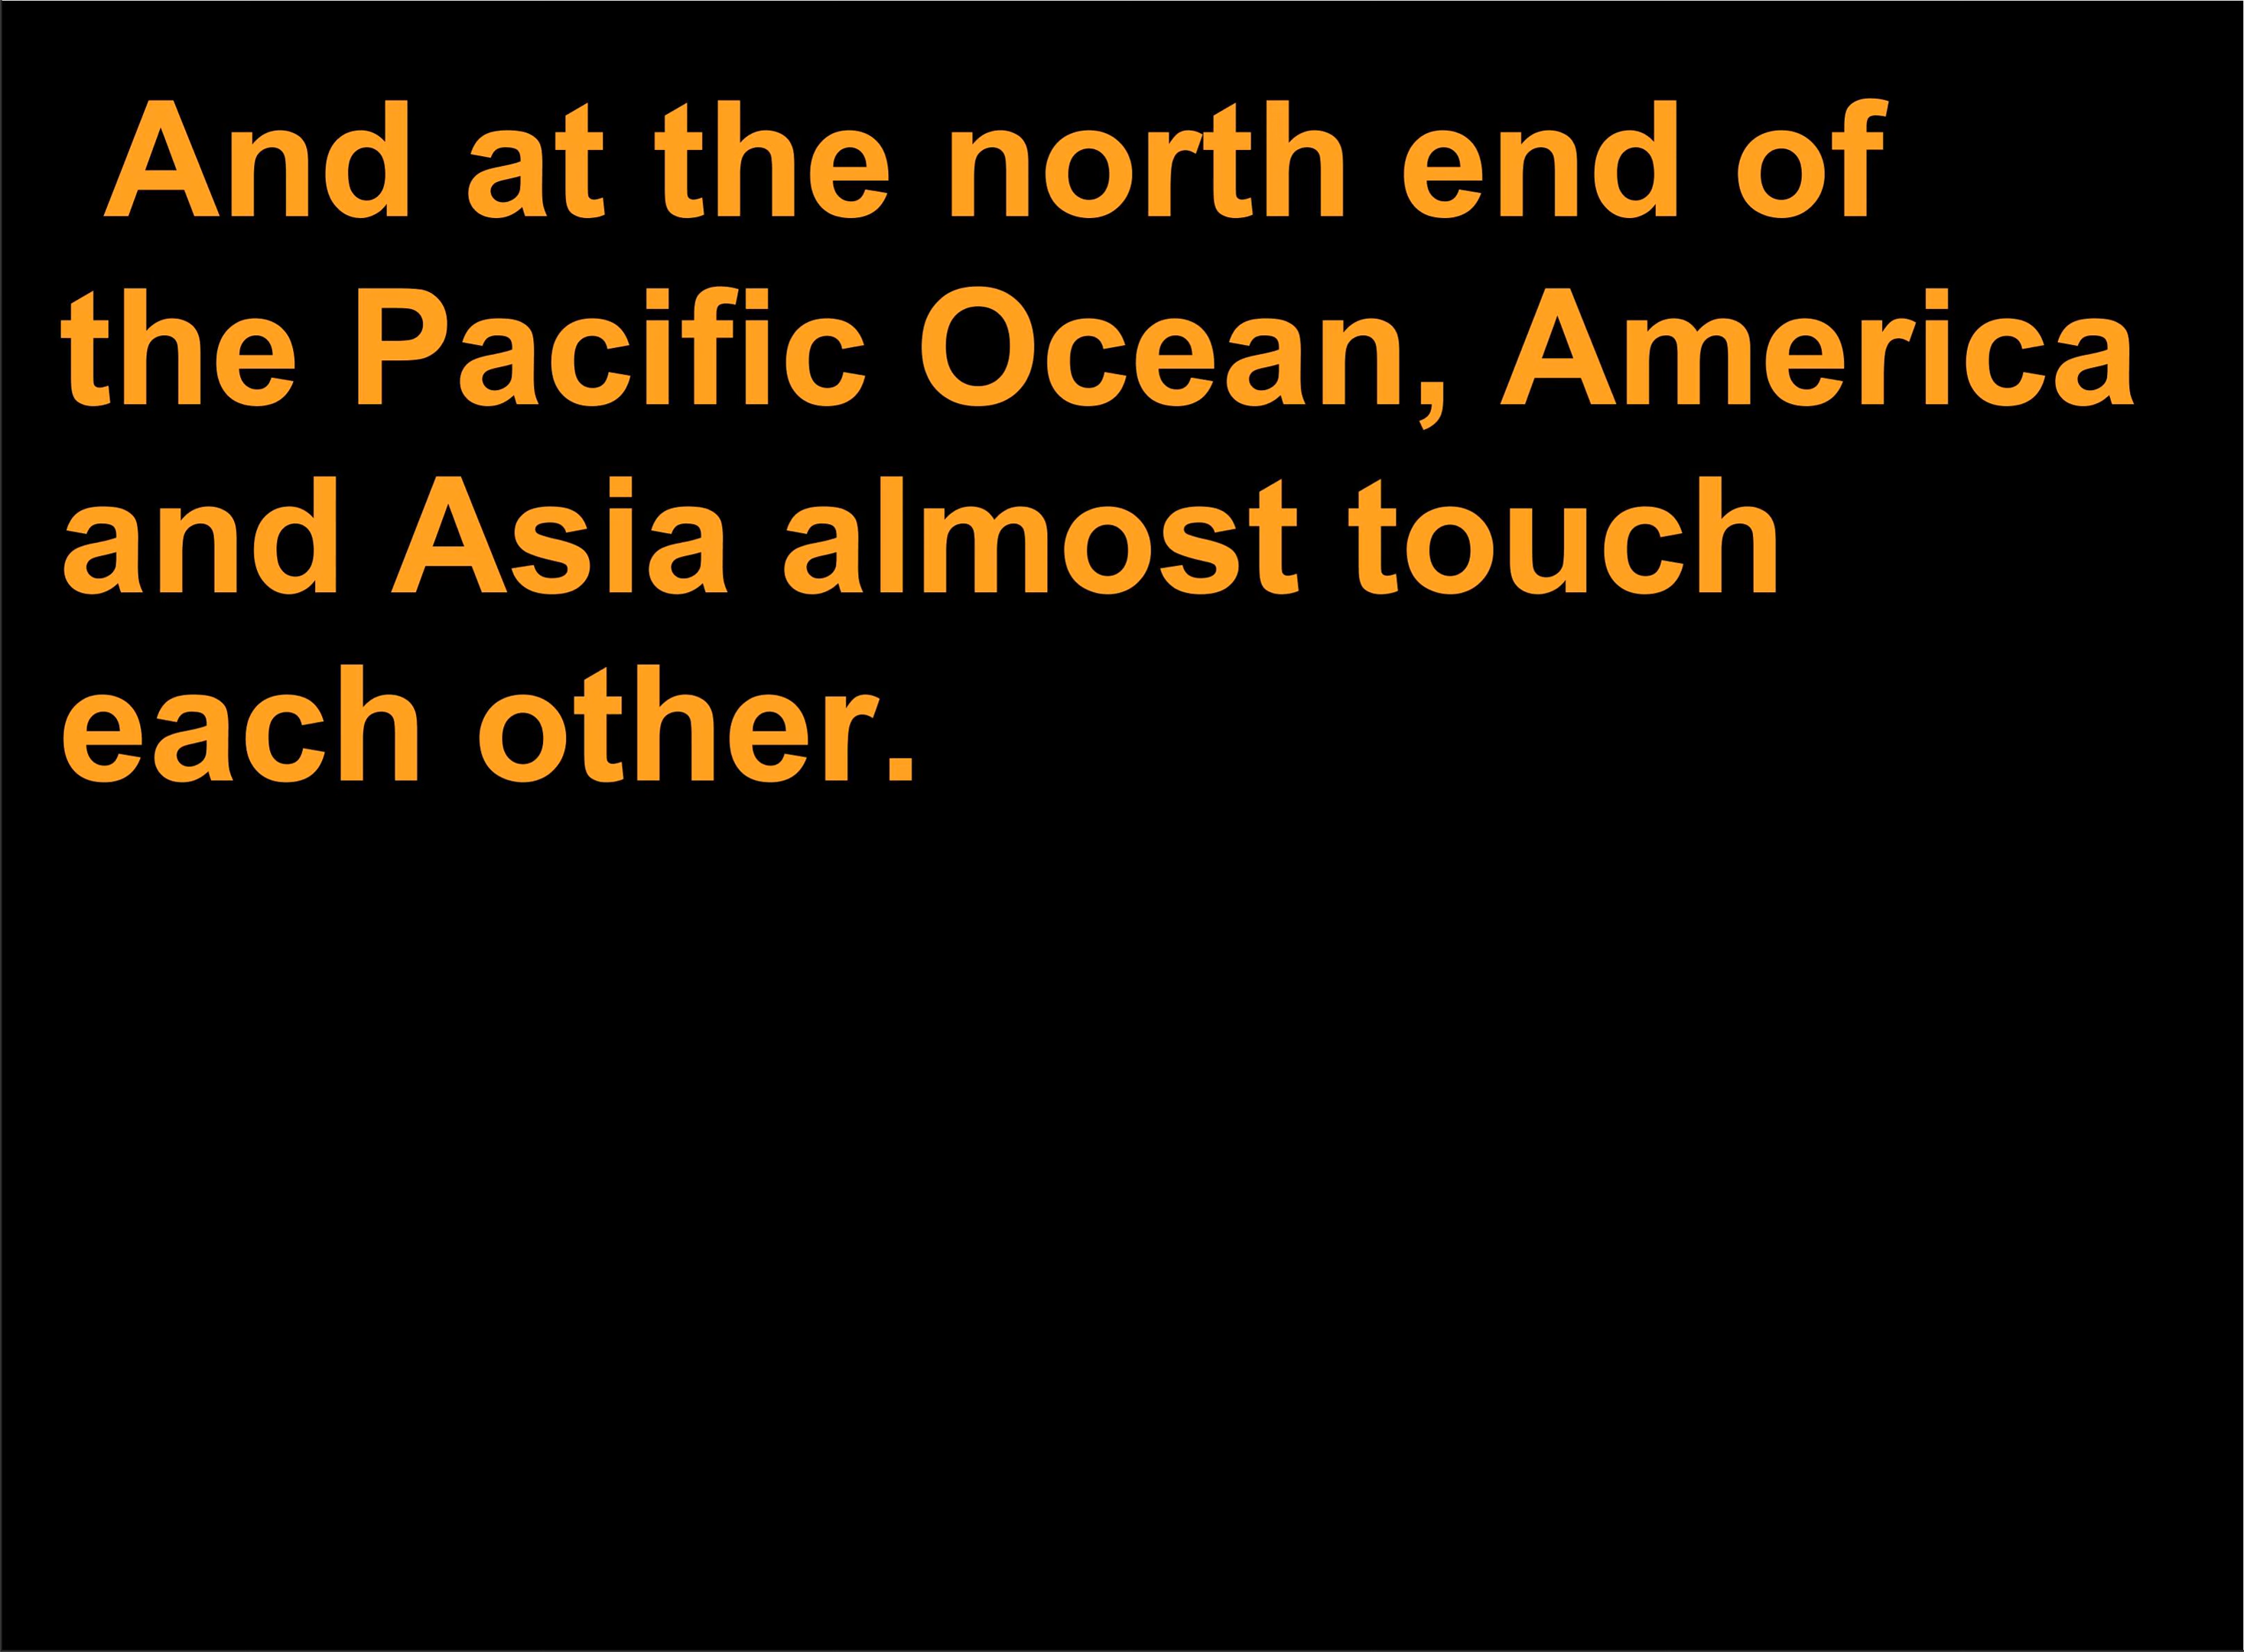 And at the north end of
the Pacific Ocean, America
and Asia almost touch
each other.